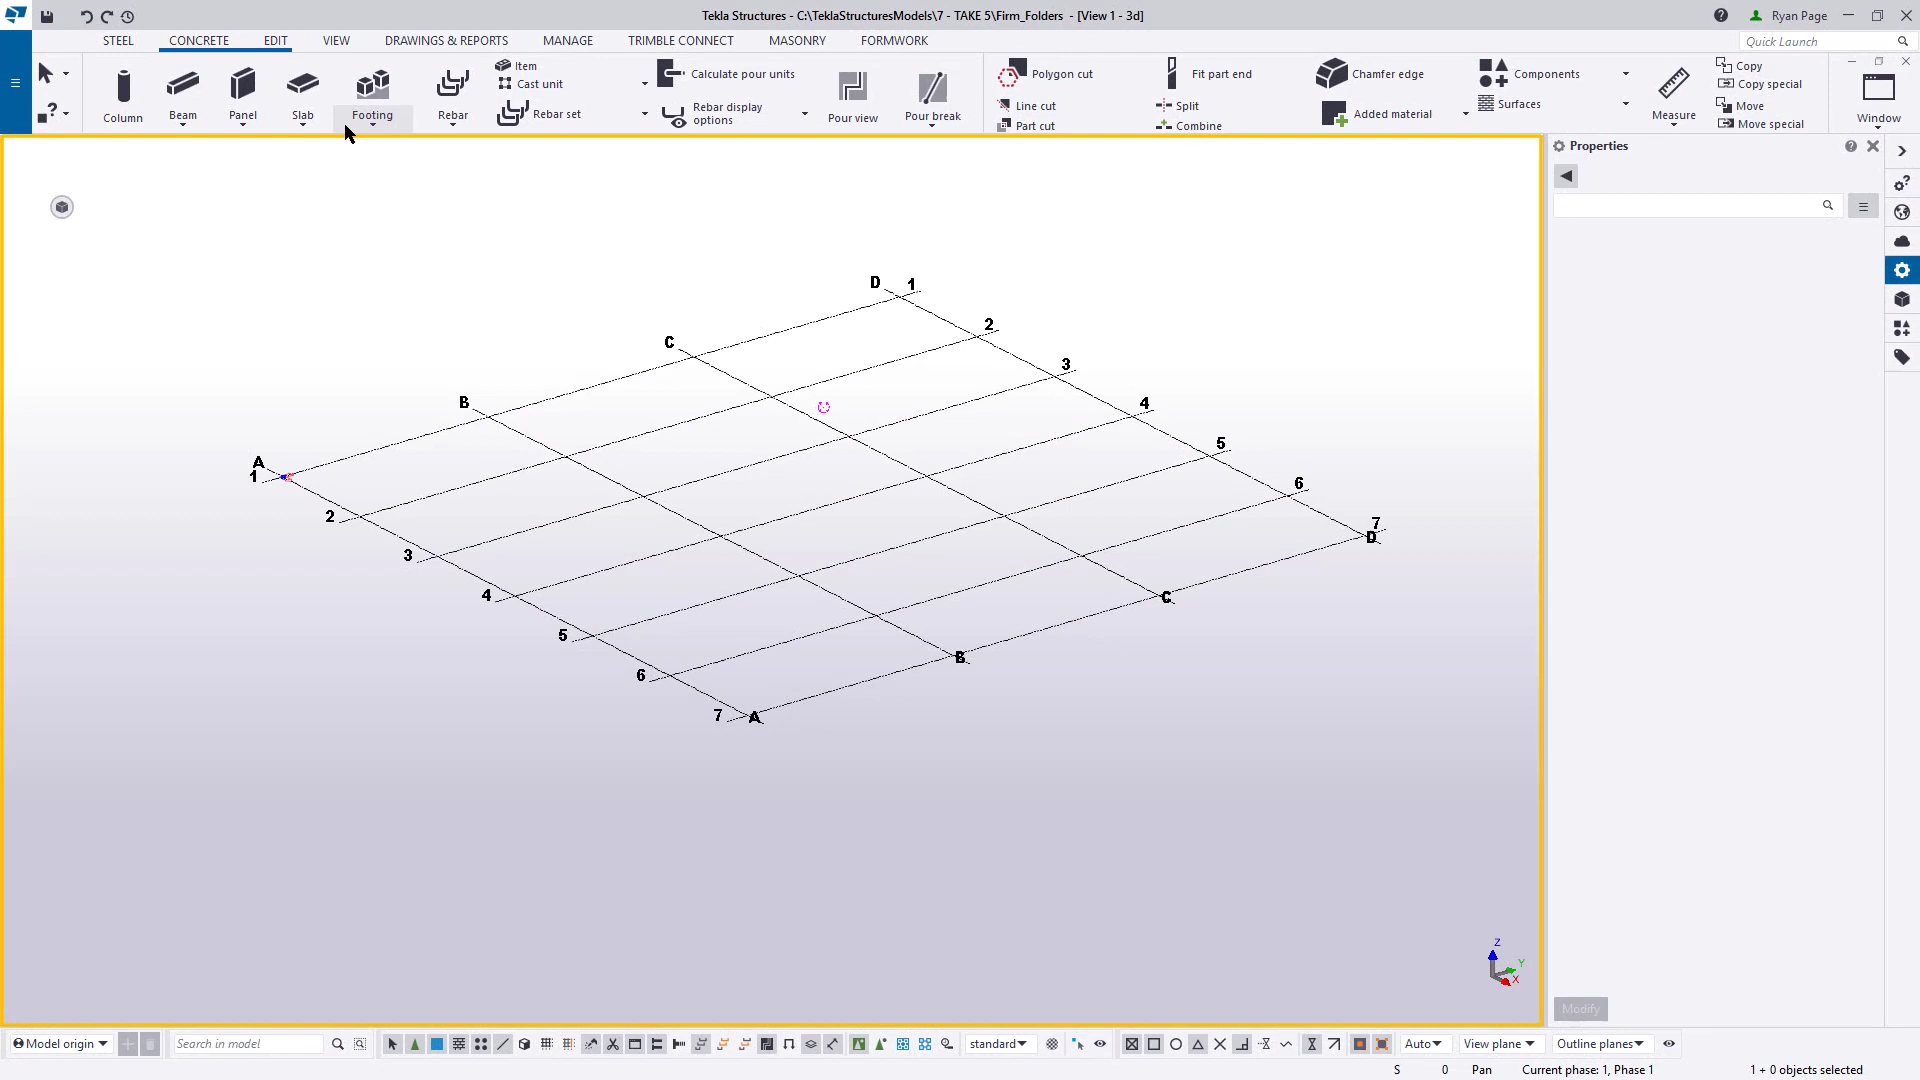 Tekla Structures - C:\TeklaStructuresModels\7 - TAKE 5\Firm_Folders - [View 1 - 3d]
Ryan Page
STEEL CONCRETE EDIT VIEW DRAWINGS & REPORTS MANAGE TRIMBLE CONNECT MASONRY FORMWORK
Quick Launch
Column
Beam
Panel
Slab
Footing
Rebar
Item
Cast unit
Rebar set
Calculate pour units
Rebar display
options
Pour view
Pour break
Polygon cut
Line cut
Part cut
Fit part end
Split
Combine
Chamfer edge
Added material
Components
Surfaces
Measure
Copy
Copy special
Move
Move special
Window
Properties
D 1
2
C
3
B
4
5
A
1
6
2
7
D
3
4
C
5
B
6
7 A
Z
Y
X
Modify
Model origin
Search in model
standard
Auto
View plane
Outline planes
S 0 Pan Current phase: 1, Phase 1 1 + 0 objects selected